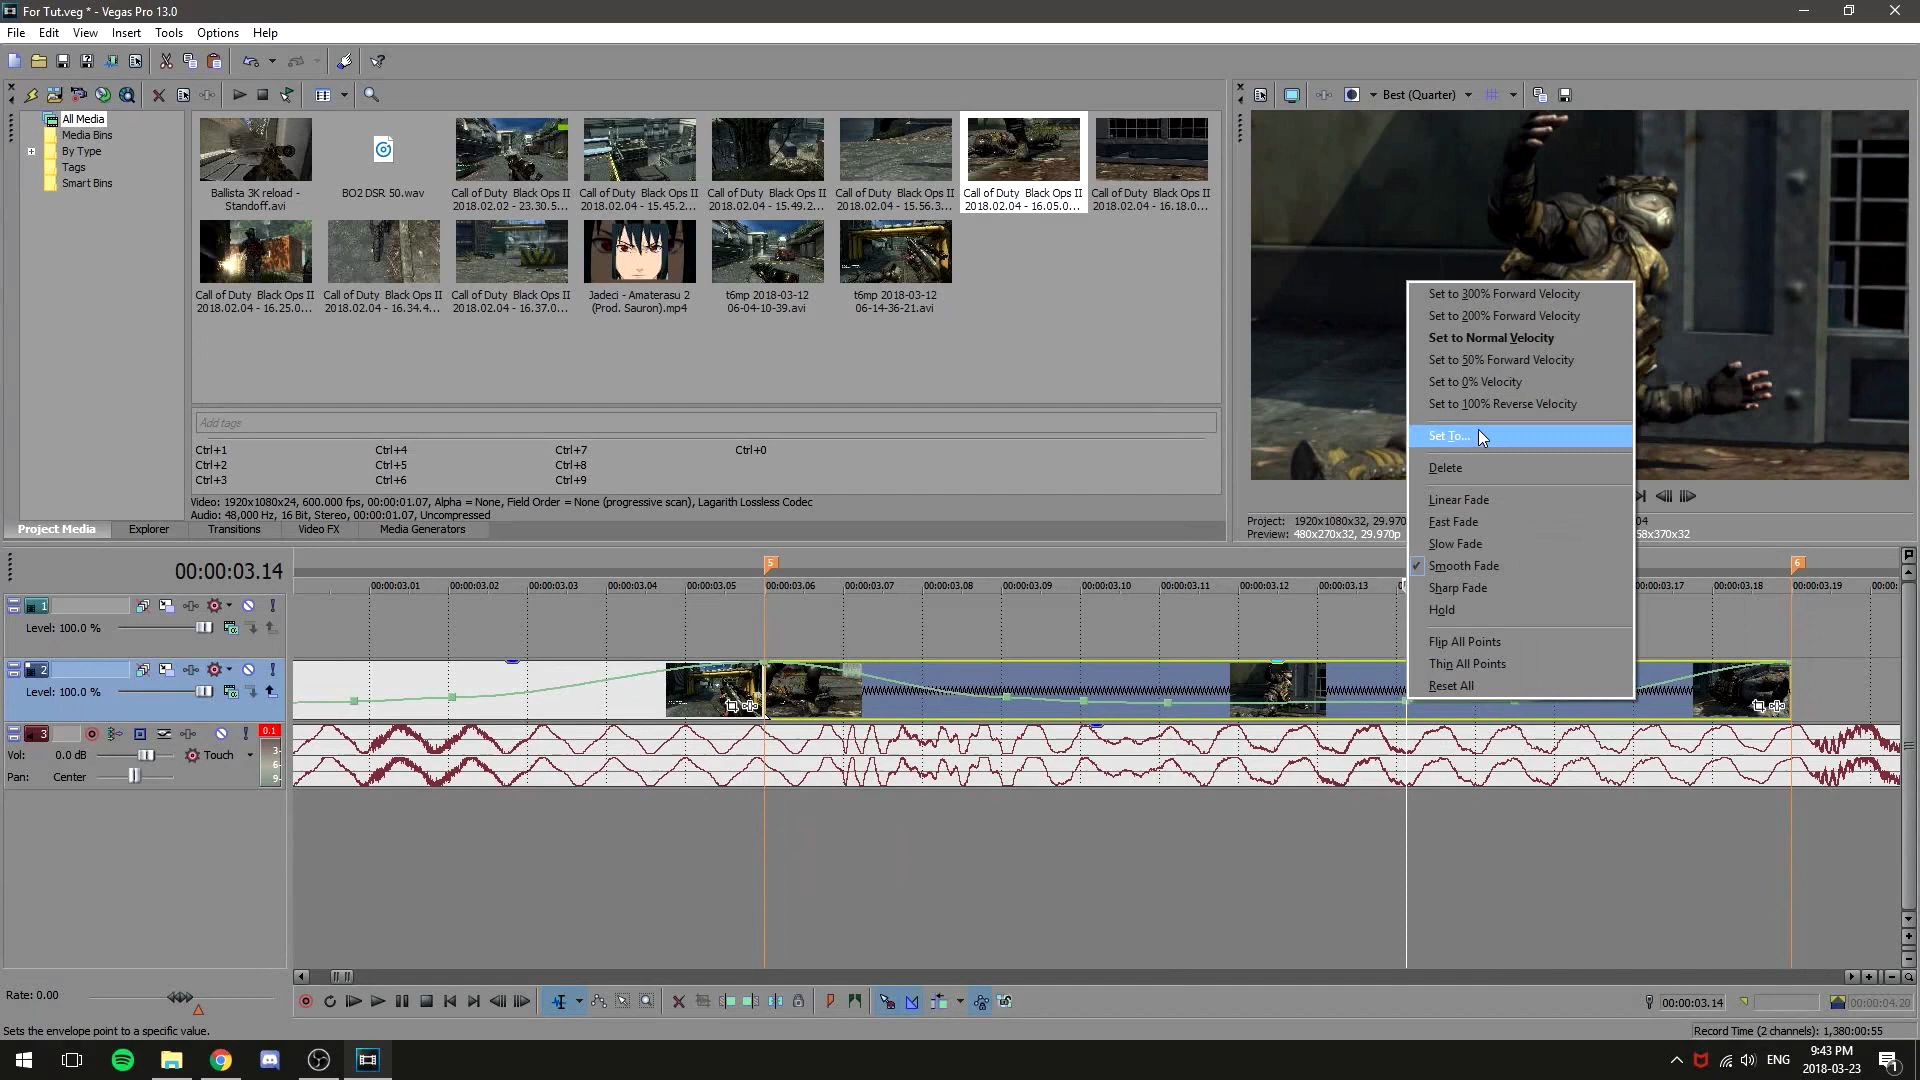 For Tut.veg * - Vegas Pro 13.0
File Edit View Insert Tools Options Help
Best (Quarter)
All Media
Media Bins
By Type
Tags
Smart Bins
Ballista 3K reload - Standoff.avi
BO2 DSR 50.wav
Call of Duty Black Ops II 2018.02.02 - 23.30.5...
Call of Duty Black Ops II 2018.02.04 - 15.45.2...
Call of Duty Black Ops II 2018.02.04 - 15.49.2...
Call of Duty Black Ops II 2018.02.04 - 15.56.3...
Call of Duty Black Ops II 2018.02.04 - 16.05.0...
Call of Duty Black Ops II 2018.02.04 - 16.18.0...
Call of Duty Black Ops II 2018.02.04 - 16.25.0...
Call of Duty Black Ops II 2018.02.04 - 16.34.4...
Call of Duty Black Ops II 2018.02.04 - 16.37.0...
Jadeci - Amaterasu 2 (Prod. Sauron).mp4
t6mp 2018-03-12 06-04-10-39.avi
t6mp 2018-03-12 06-14-36-21.avi
Add tags
Ctrl+1 Ctrl+4 Ctrl+7 Ctrl+0
Ctrl+2 Ctrl+5 Ctrl+8
Ctrl+3 Ctrl+6 Ctrl+9
Video: 1920x1080x24, 600.000 fps, 00:00:01.07, Alpha = None, Field Order = None (progressive scan), Lagarith Lossless Codec
Audio: 48,000 Hz, 16 Bit, Stereo, 00:00:01.07, Uncompressed
Project Media Explorer Transitions Video FX Media Generators
Project: 1920x1080x32, 29.970
Preview: 480x270x32, 29.970p
04
58x370x32
Set to 300% Forward Velocity
Set to 200% Forward Velocity
Set to Normal Velocity
Set to 50% Forward Velocity
Set to 0% Velocity
Set to 100% Reverse Velocity
Set To...
Delete
Linear Fade
Fast Fade
Slow Fade
Smooth Fade
Sharp Fade
Hold
Flip All Points
Thin All Points
Reset All
00:00:03.14
5 6
00:00:03.01 00:00:03.02 00:00:03.03 00:00:03.04 00:00:03.05 00:00:03.06 00:00:03.07 00:00:03.08 00:00:03.09 00:00:03.10 00:00:03.11 00:00:03.12 00:00:03.13 00:00:03.17 00:00:03.18 00:00:03.19 00:00:
1
Level: 100.0 %
2
Level: 100.0 %
3
0.1
Vol: 0.0 dB Touch
3
6
Pan: Center
9
Rate: 0.00
00:00:03.14
00:00:04.20
Sets the envelope point to a specific value.
Record Time (2 channels): 1,380:00:55
ENG
9:43 PM
2018-03-23
1